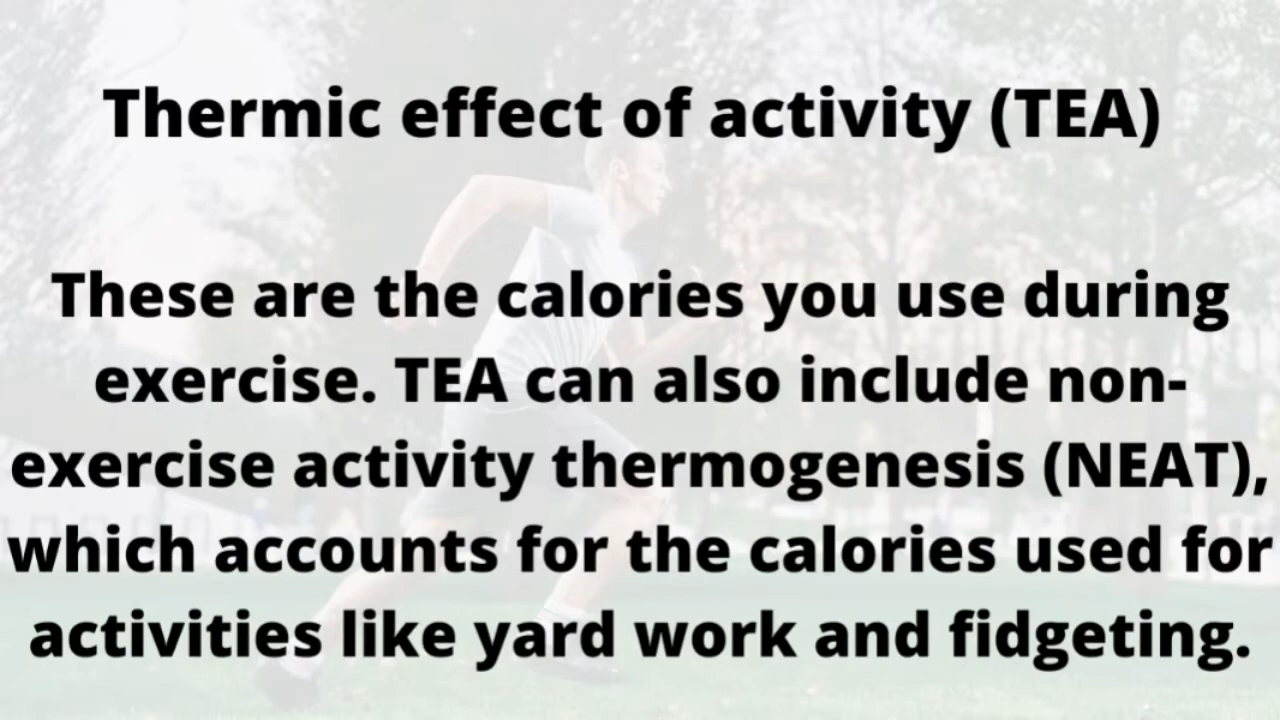 Thermic effect of activity (TEA)
These are the calories you use during
exercise. TEA can also include non-
exercise activity thermogenesis (NEAT),
which accounts for the calories used for
activities like yard work and fidgeting.